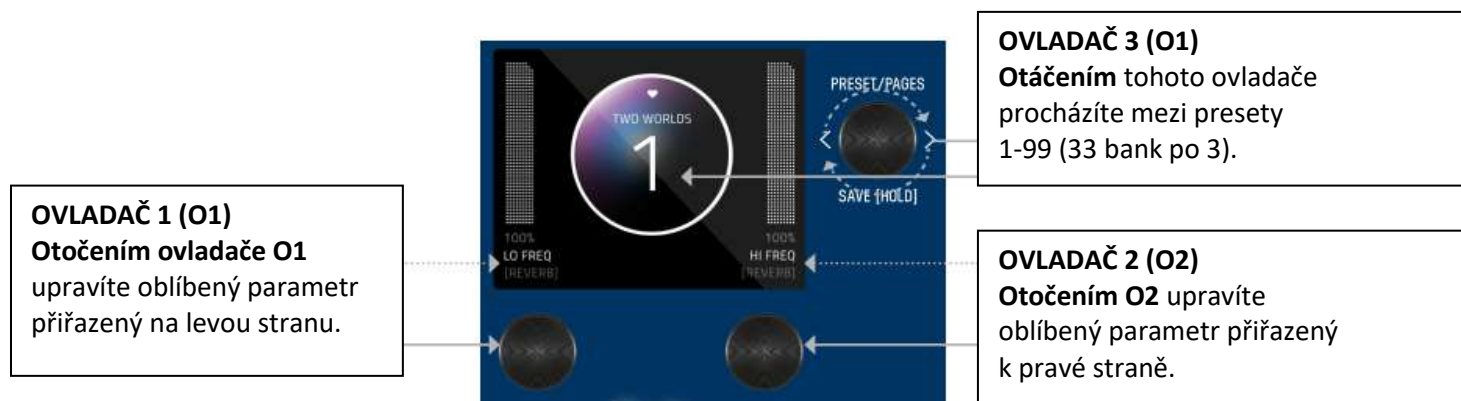 OVLADAČ 3 (O1)
Otáčením tohoto ovladače
procházíte mezi presety
1-99 (33 bank po 3).
PRESET/PAGES
SAVE [HOLD]
TWO WORLDS
1
100%
LO FREQ
[REVERB]
100%
HI FREQ
[REVERB]
OVLADAČ 1 (O1)
Otočením ovladače O1
upravíte oblíbený parametr
přiřazený na levou stranu.
OVLADAČ 2 (O2)
Otočením O2 upravíte
oblíbený parametr přiřazený
k pravé straně.